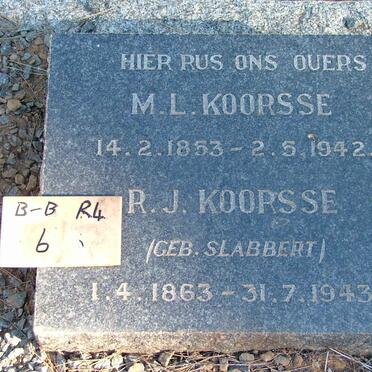 HIER RUS ONS OUERS
M.L. KOORSSE
14.2.1853 - 2.5.1942.
R.J. KOORSSE
(GEB. SLABBERT)
1.4.1863 - 31.7.1943
B-B R4
6